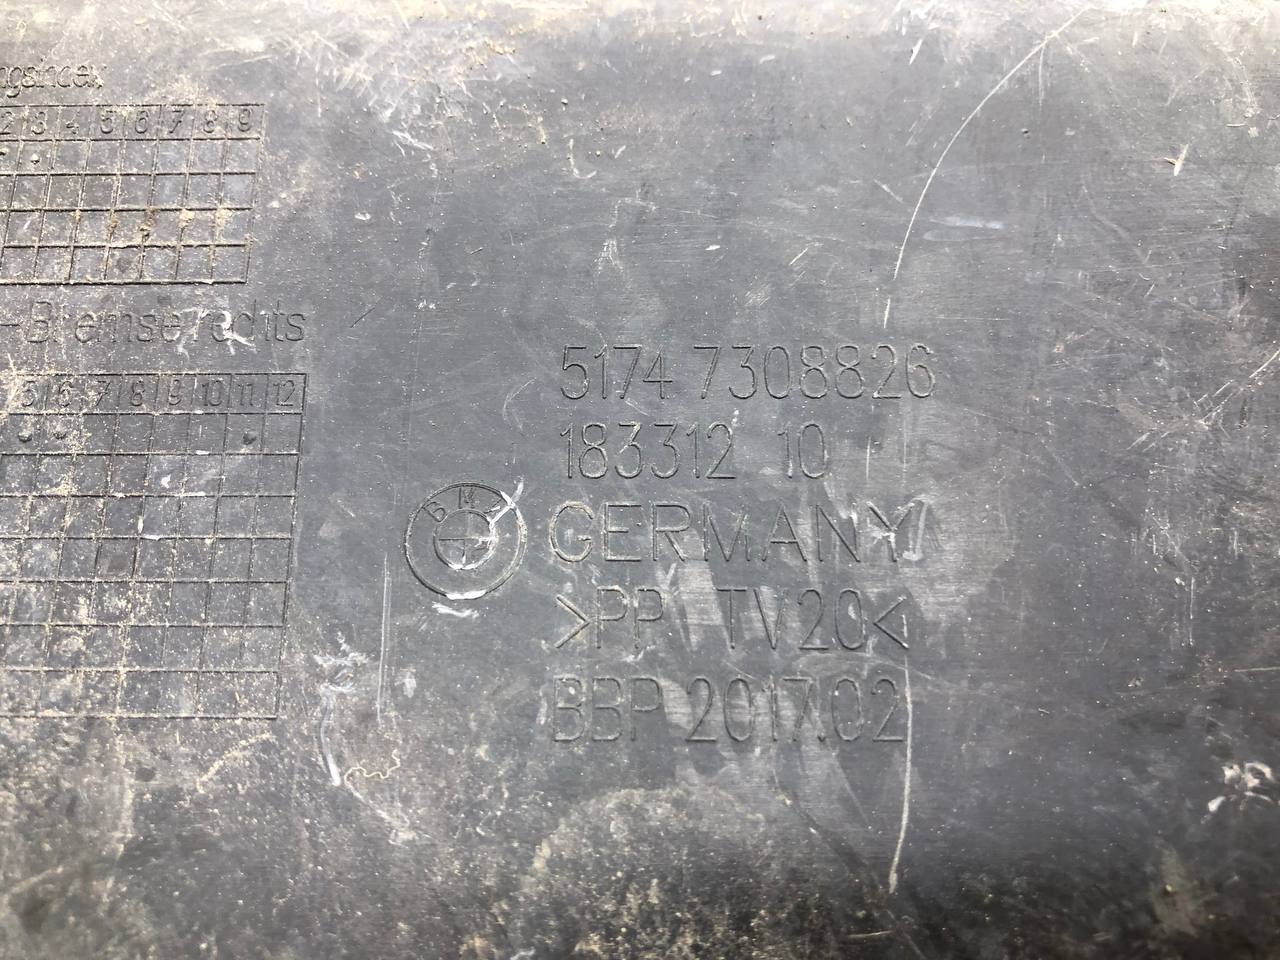 ngsindex
2 3 4 5 6 7 8 9
-Bremse rechts
5 6 7 8 9 10 11 12
5174 7308826
183312 10
BMW
GERMANY
>PP TV20<
BBP 2017.02